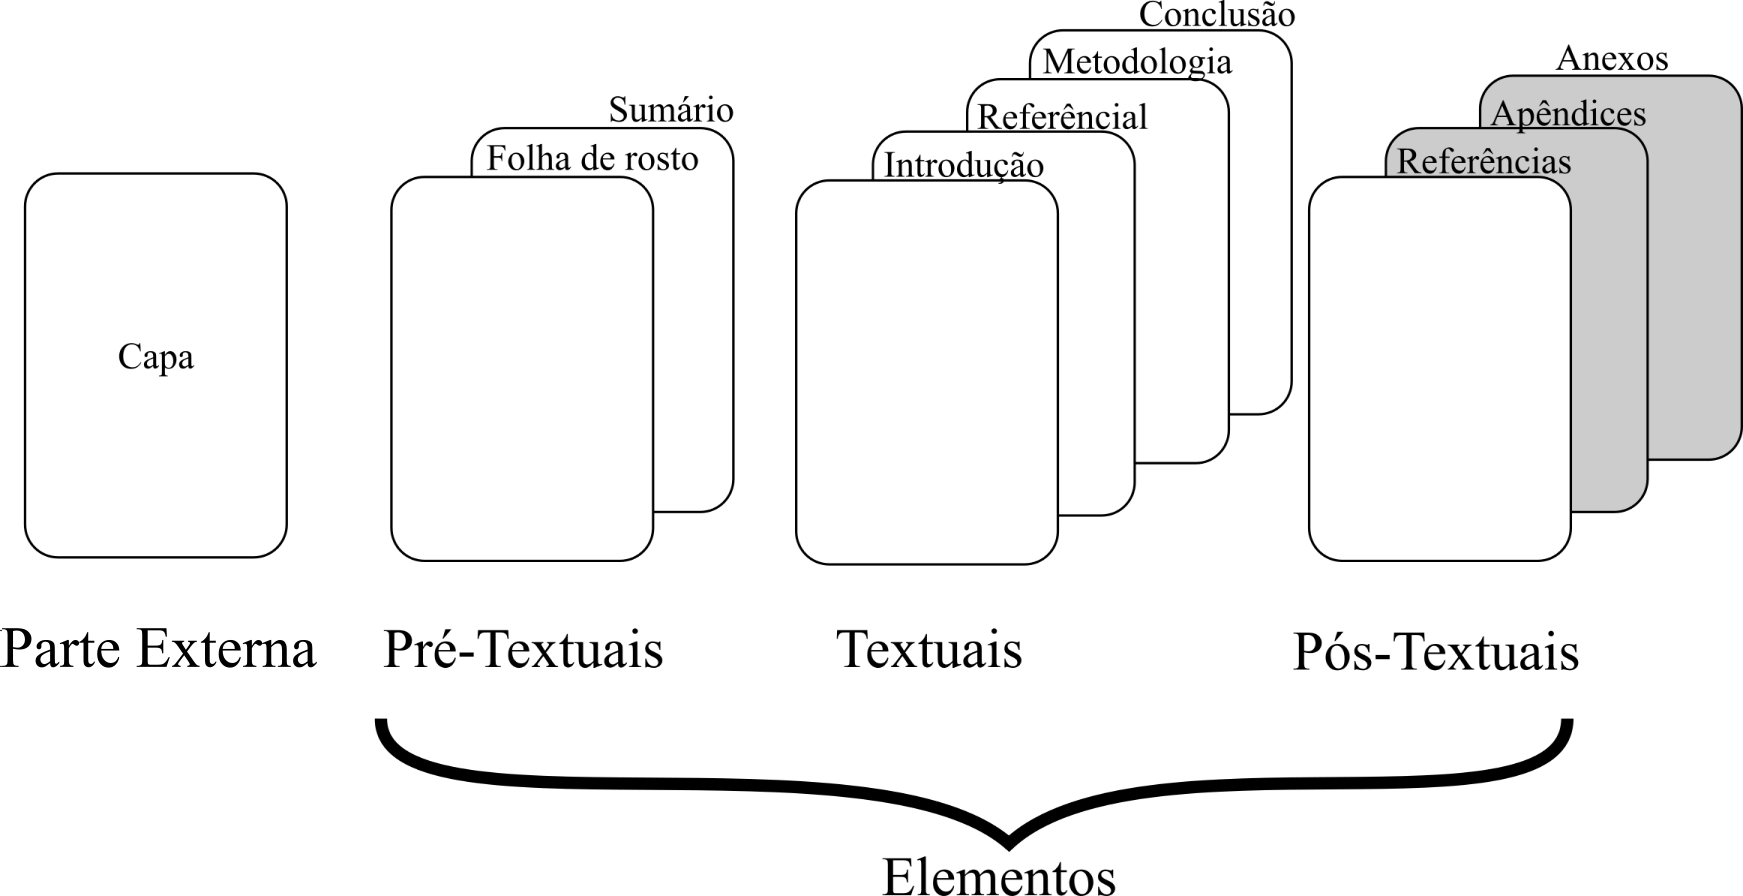 Capa
Parte Externa
Sumário
Folha de rosto
Pré-Textuais
Conclusão
Metodologia
Referêncial
Introdução
Textuais
Anexos
Apêndices
Referências
Pós-Textuais
Elementos